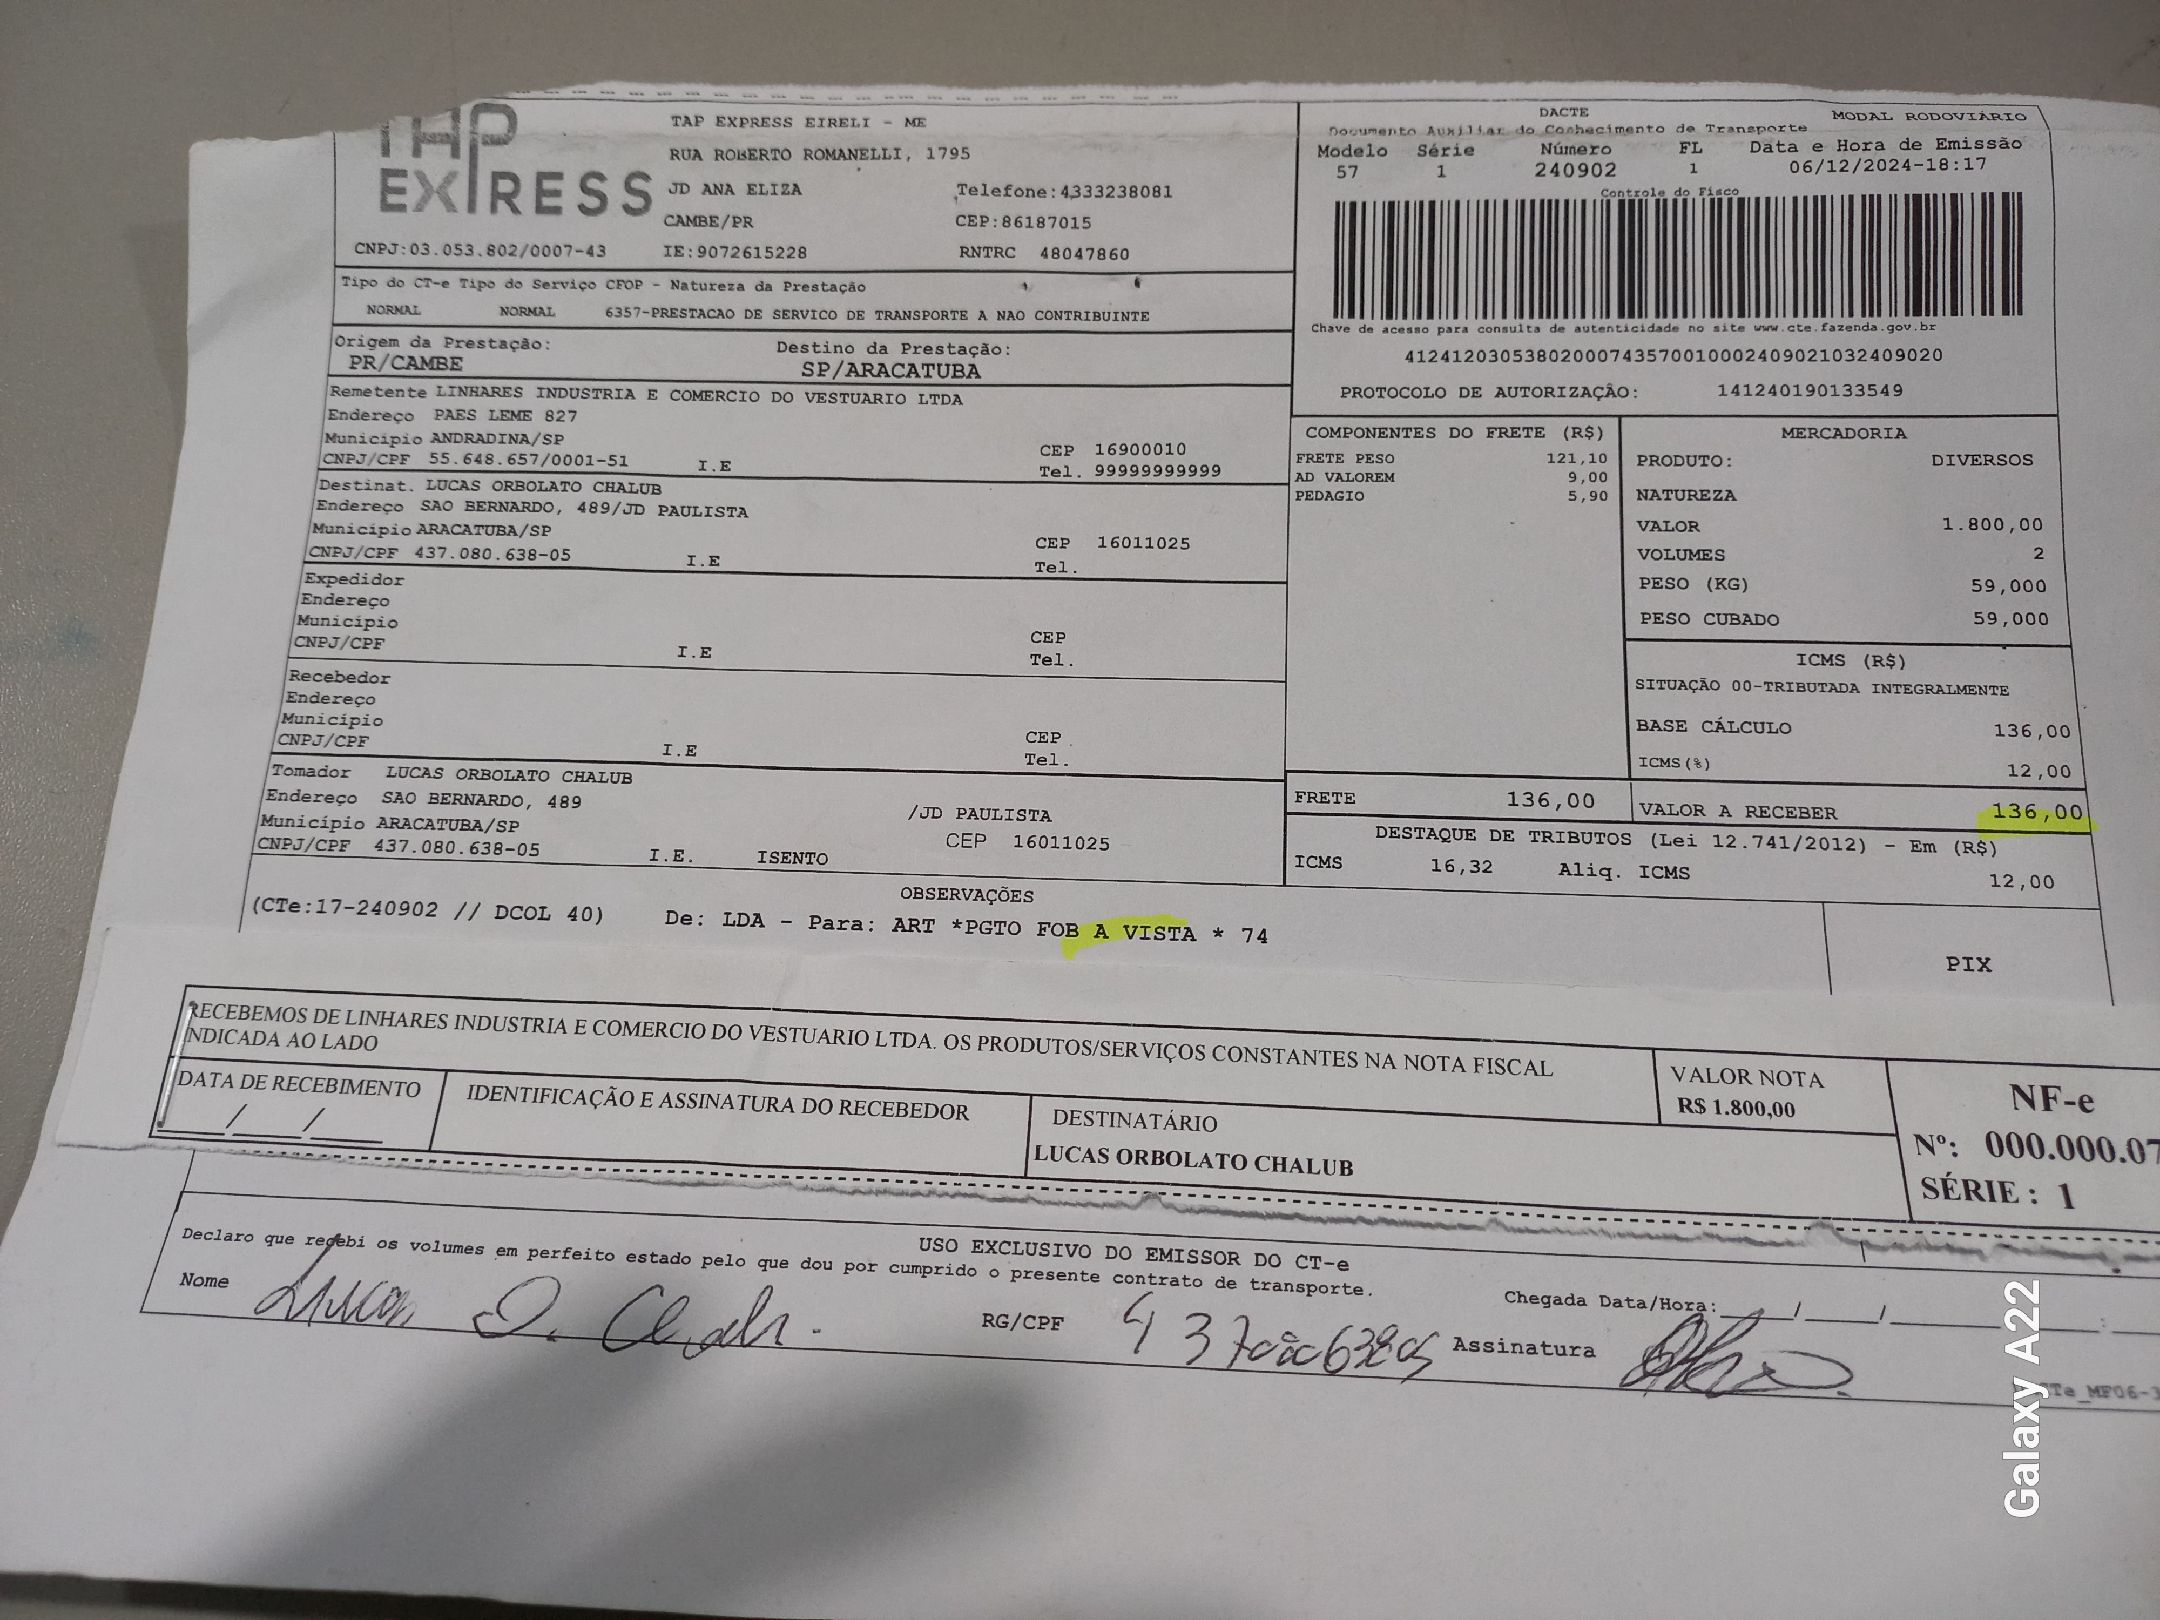 TAP EXPRESS
TAP EXPRESS EIRELI - ME
RUA ROBERTO ROMANELLI, 1795
JD ANA ELIZA Telefone:4333238081
CAMBE/PR CEP:86187015
CNPJ:03.053.802/0007-43 IE:9072615228 RNTRC 48047860
DACTE MODAL RODOVIÁRIO
Documento Auxiliar do Conhecimento de Transporte
Modelo Série Número FL Data e Hora de Emissão
57 1 240902 1 06/12/2024-18:17
Controle do Fisco
Chave de acesso para consulta de autenticidade no site www.cte.fazenda.gov.br
41241203053802000743570010002409021032409020
PROTOCOLO DE AUTORIZAÇÃO: 141240190133549
Tipo do CT-e Tipo do Serviço CFOP - Natureza da Prestação
NORMAL NORMAL 6357-PRESTACAO DE SERVICO DE TRANSPORTE A NAO CONTRIBUINTE
Origem da Prestação: Destino da Prestação:
PR/CAMBE SP/ARACATUBA
Remetente LINHARES INDUSTRIA E COMERCIO DO VESTUARIO LTDA
Endereço PAES LEME 827
Município ANDRADINA/SP CEP 16900010
CNPJ/CPF 55.648.657/0001-51 I.E Tel. 99999999999
Destinat. LUCAS ORBOLATO CHALUB
Endereço SAO BERNARDO, 489/JD PAULISTA
Município ARACATUBA/SP CEP 16011025
CNPJ/CPF 437.080.638-05 I.E Tel.
Expedidor
Endereço
Município CEP
CNPJ/CPF I.E Tel.
Recebedor
Endereço
Município CEP
CNPJ/CPF I.E Tel.
Tomador LUCAS ORBOLATO CHALUB
Endereço SAO BERNARDO, 489 /JD PAULISTA
Município ARACATUBA/SP CEP 16011025
CNPJ/CPF 437.080.638-05 I.E. ISENTO
COMPONENTES DO FRETE (R$)
FRETE PESO 121,10
AD VALOREM 9,00
PEDAGIO 5,90
MERCADORIA
PRODUTO: DIVERSOS
NATUREZA
VALOR 1.800,00
VOLUMES 2
PESO (KG) 59,000
PESO CUBADO 59,000
ICMS (R$)
SITUAÇÃO 00-TRIBUTADA INTEGRALMENTE
BASE CÁLCULO 136,00
ICMS(%) 12,00
FRETE 136,00 VALOR A RECEBER 136,00
DESTAQUE DE TRIBUTOS (Lei 12.741/2012) - Em (R$)
ICMS 16,32 Aliq. ICMS 12,00
OBSERVAÇÕES
(CTe:17-240902 // DCOL 40) De: LDA - Para: ART *PGTO FOB A VISTA * 74
PIX
RECEBEMOS DE LINHARES INDUSTRIA E COMERCIO DO VESTUARIO LTDA. OS PRODUTOS/SERVIÇOS CONSTANTES NA NOTA FISCAL
INDICADA AO LADO
VALOR NOTA
R$ 1.800,00
DATA DE RECEBIMENTO
___/___/___
IDENTIFICAÇÃO E ASSINATURA DO RECEBEDOR
DESTINATÁRIO
LUCAS ORBOLATO CHALUB
NF-e
Nº: 000.000.07
SÉRIE : 1
USO EXCLUSIVO DO EMISSOR DO CT-e
Declaro que recebi os volumes em perfeito estado pelo que dou por cumprido o presente contrato de transporte.
Nome Lucas O. Chalub. RG/CPF 43708063805 Assinatura
Chegada Data/Hora:___/___/___ :
Te_MF06-3
Galaxy A22